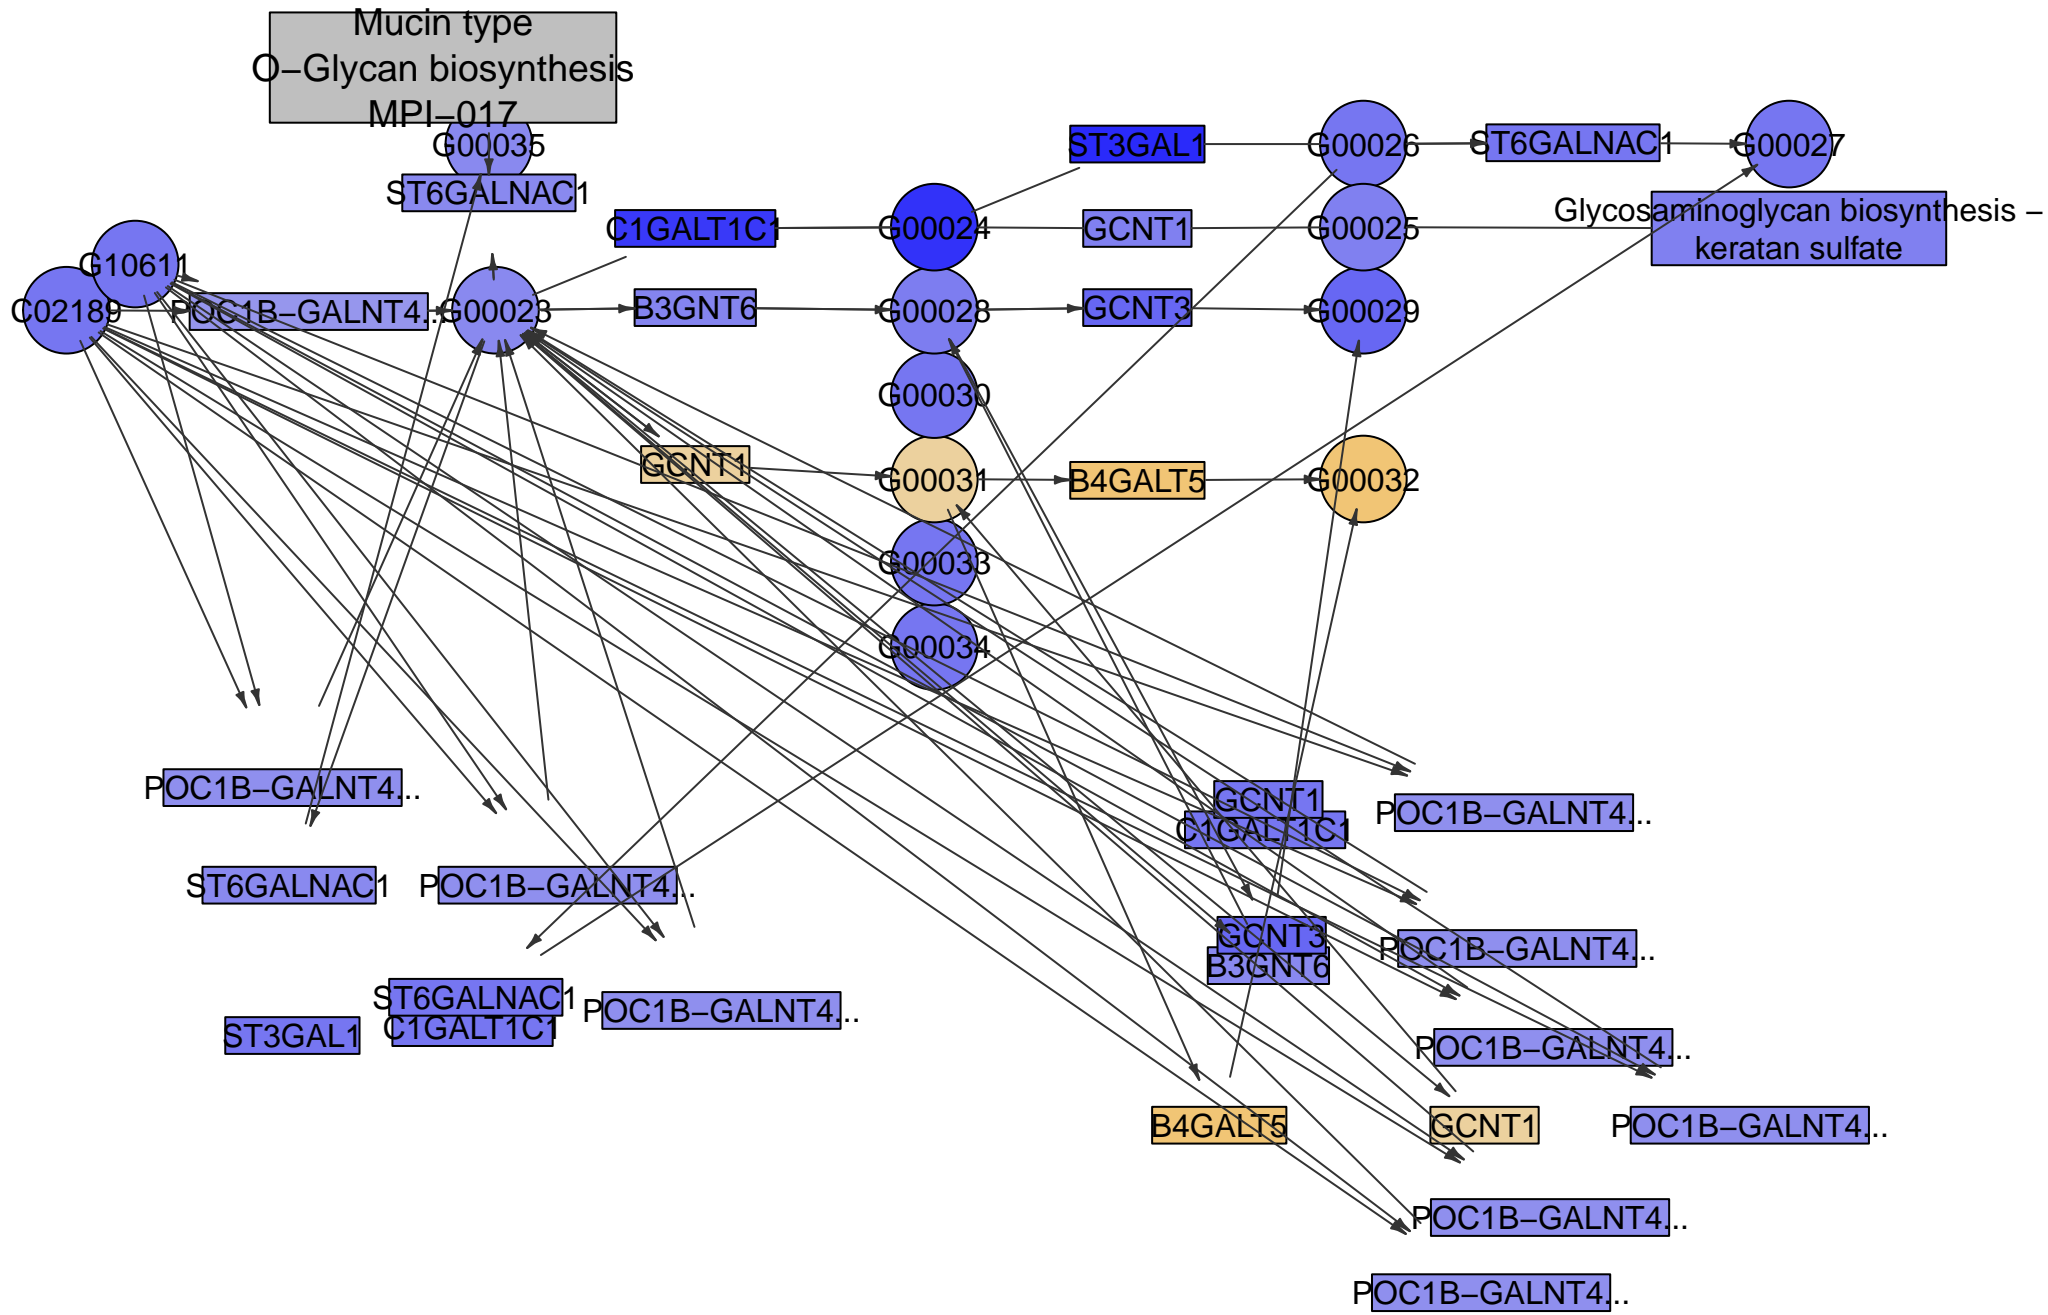 Mucin type
O−Glycan biosynthesis
MPI−017
G00035
ST6GALNAC1
ST3GAL1
G00026
ST6GALNAC1
G00027
C1GALT1C1
G00024
GCNT1
G00025
Glycosaminoglycan biosynthesis −
keratan sulfate
G10611
C02189
POC1B−GALNT4...
G00023
B3GNT6
G00028
GCNT3
G00029
G00030
GCNT1
G00031
B4GALT5
G00032
G00033
G00034
POC1B−GALNT4...
GCNT1
C1GALT1C1
POC1B−GALNT4...
ST6GALNAC1
POC1B−GALNT4...
GCNT3
B3GNT6
POC1B−GALNT4...
ST6GALNAC1
C1GALT1C1
ST3GAL1
POC1B−GALNT4...
POC1B−GALNT4...
B4GALT5
GCNT1
POC1B−GALNT4...
POC1B−GALNT4...
POC1B−GALNT4...